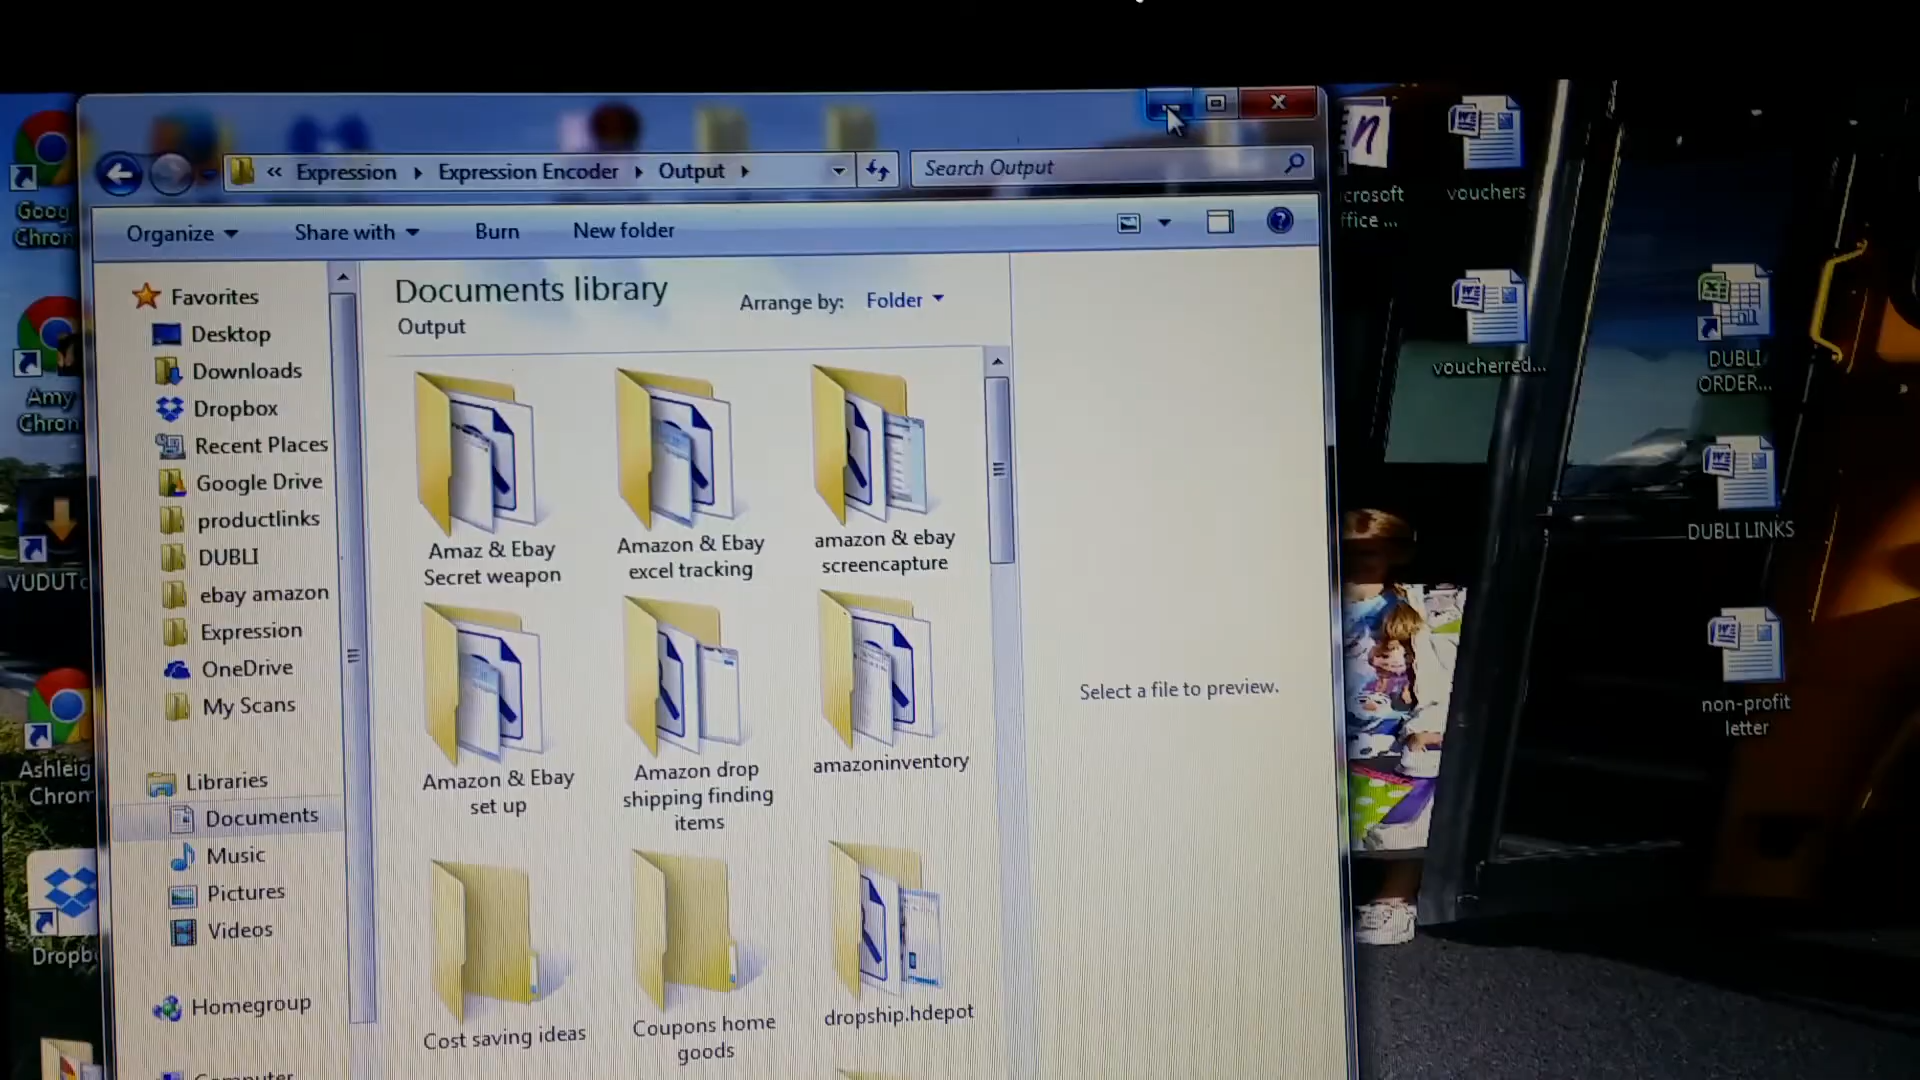 « Expression ▸ Expression Encoder ▸ Output ▸
Search Output
Organize
Share with
Burn
New folder
Favorites
Desktop
Downloads
Dropbox
Recent Places
Google Drive
productlinks
DUBLI
ebay amazon
Expression
OneDrive
My Scans
Libraries
Documents
Music
Pictures
Videos
Homegroup
Documents library
Output
Arrange by: Folder
Amaz & Ebay
Secret weapon
Amazon & Ebay
excel tracking
amazon & ebay
screencapture
Amazon & Ebay
set up
Amazon drop
shipping finding
items
amazoninventory
Cost saving ideas
Coupons home
goods
dropship.hdepot
Select a file to preview.
Goog
Chron
Amy
Chron
VUDUTo
Ashleig
Chrom
Dropb
crosoft
ffice ...
vouchers
voucherred...
DUBLI
ORDER...
DUBLI LINKS
non-profit
letter